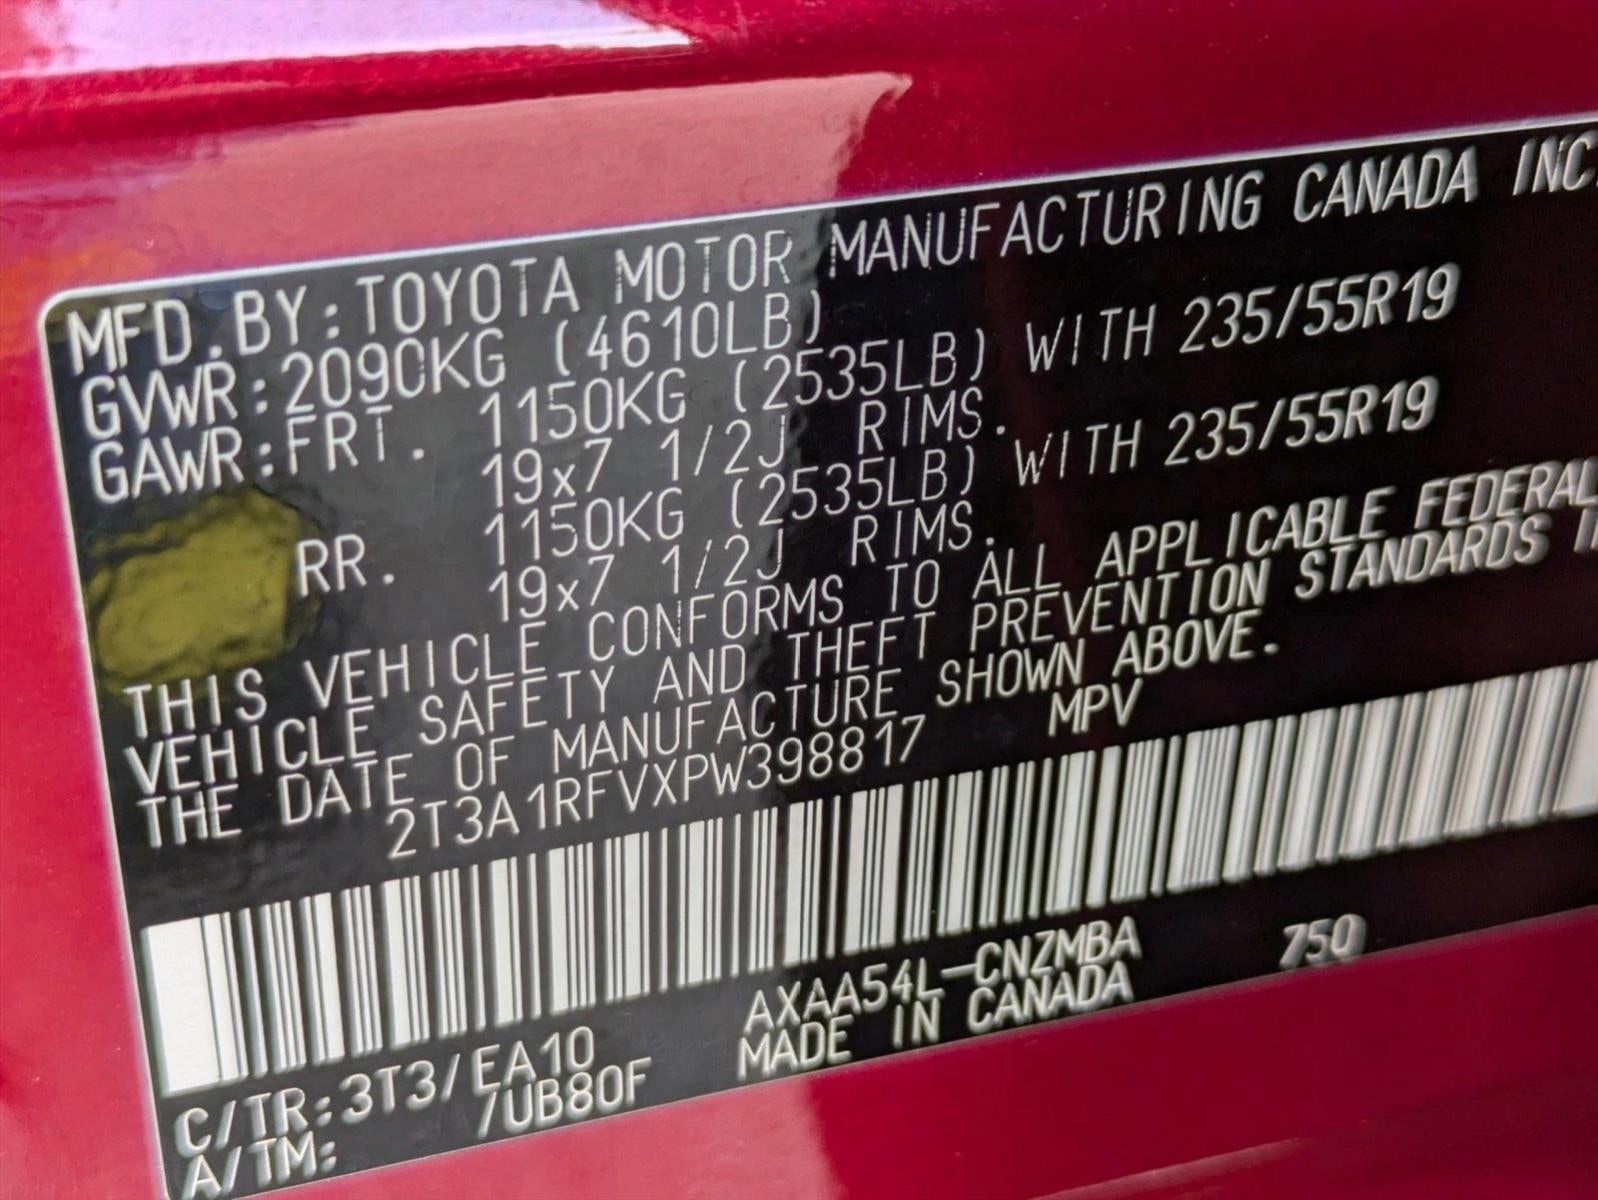 MFD.BY:TOYOTA MOTOR MANUFACTURING CANADA INC.
GVWR:2090KG (4610LB)
GAWR:FRT. 1150KG (2535LB) WITH 235/55R19
19x7 1/2J RIMS.
RR. 1150KG (2535LB) WITH 235/55R19
19x7 1/2J RIMS.
THIS VEHICLE CONFORMS TO ALL APPLICABLE FEDERAL
VEHICLE SAFETY AND THEFT PREVENTION STANDARDS
THE DATE OF MANUFACTURE SHOWN ABOVE.
2T3A1RFVXPW398817 MPV
C/TR:3T3/EA10 AXAA54L-CNZMBA 750
A/TM: /UB80F MADE IN CANADA